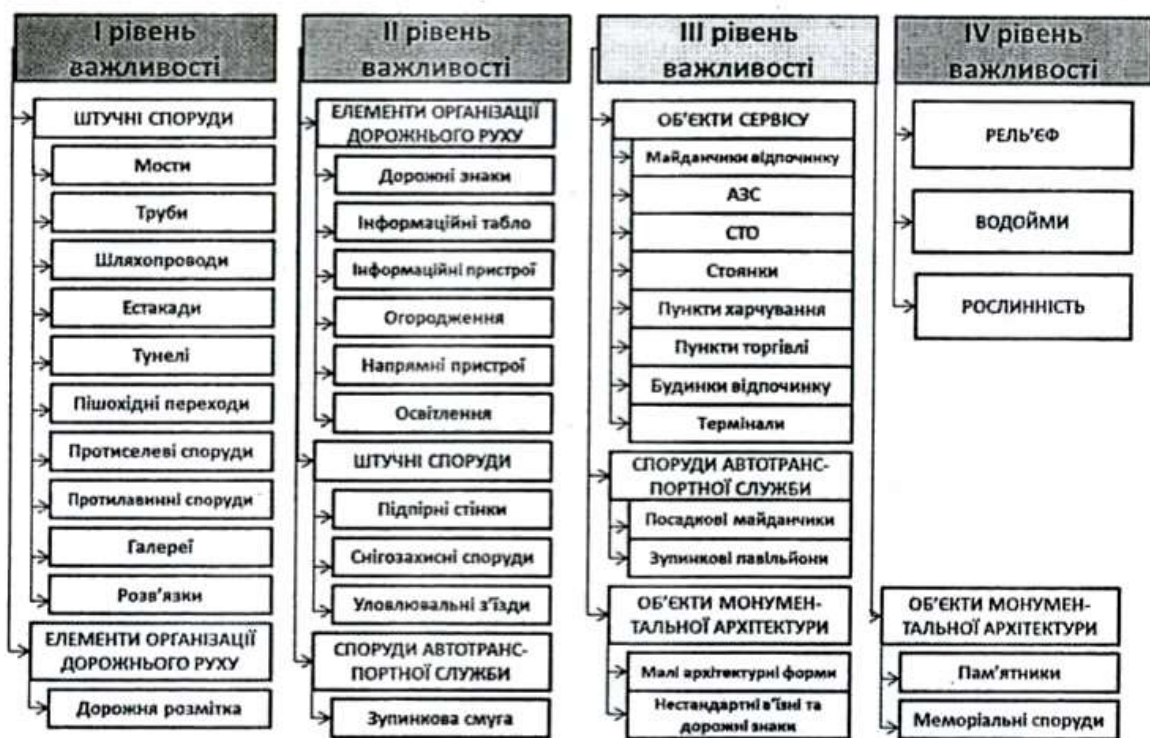 І рівень
важливості
ШТУЧНІ СПОРУДИ
Мости
Труби
Шляхопроводи
Естакади
Тунелі
Пішохідні переходи
Протиселеві споруди
Протилавинні споруди
Галереї
Розв'язки
ЕЛЕМЕНТИ ОРГАНІЗАЦІЇ
ДОРОЖНЬОГО РУХУ
Дорожня розмітка
ІІ рівень
важливості
ЕЛЕМЕНТИ ОРГАНІЗАЦІЇ
ДОРОЖНЬОГО РУХУ
Дорожні знаки
Інформаційні табло
Інформаційні пристрої
Огородження
Напрямні пристрої
Освітлення
ШТУЧНІ СПОРУДИ
Підпірні стінки
Снігозахисні споруди
Уловлювальні з'їзди
СПОРУДИ АВТОТРАНС-
ПОРТНОЇ СЛУЖБИ
Зупинкова смуга
ІІІ рівень
важливості
ОБ'ЄКТИ СЕРВІСУ
Майданчики відпочинку
АЗС
СТО
Стоянки
Пункти харчування
Пункти торгівлі
Будинки відпочинку
Термінали
СПОРУДИ АВТОТРАНС-
ПОРТНОЇ СЛУЖБИ
Посадкові майданчики
Зупинкові павільйони
ОБ'ЄКТИ МОНУМЕН-
ТАЛЬНОЇ АРХІТЕКТУРИ
Малі архітектурні форми
Нестандартні в'їзні та
дорожні знаки
IV рівень
важливості
РЕЛЬ'ЄФ
ВОДОЙМИ
РОСЛИННІСТЬ
ОБ'ЄКТИ МОНУМЕН-
ТАЛЬНОЇ АРХІТЕКТУРИ
Пам'ятники
Меморіальні споруди